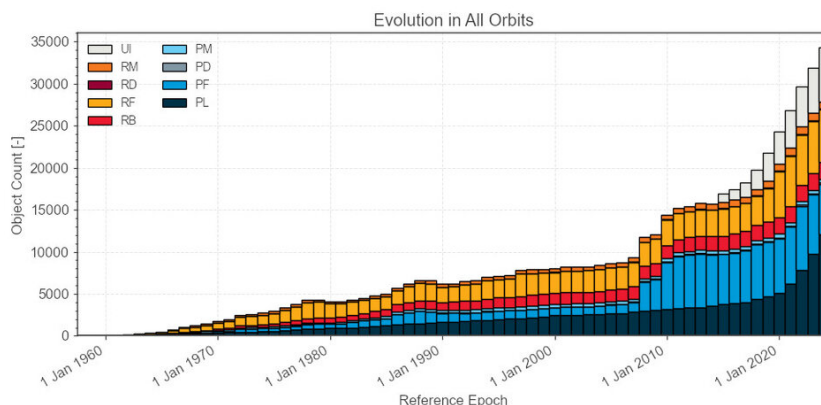 Evolution in All Orbits
35000
30000
25000
20000
15000
10000
5000
0
Object Count [-]
UI
RM
RD
RF
RB
PM
PD
PF
PL
1 Jan 1960
1 Jan 1970
1 Jan 1980
1 Jan 1990
1 Jan 2000
1 Jan 2010
1 Jan 2020
Reference Epoch